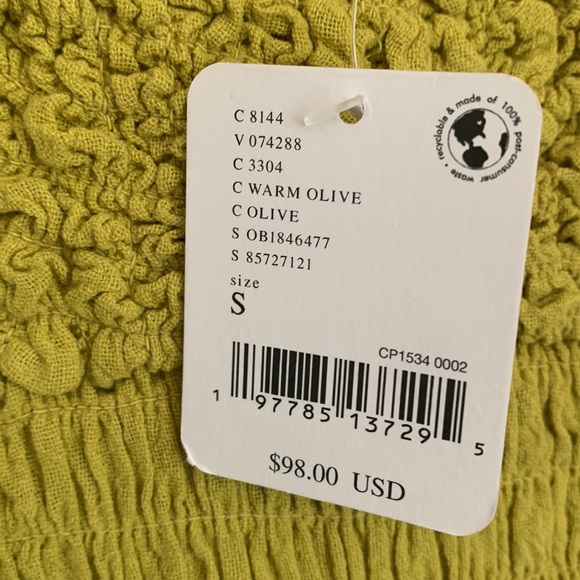 C 8144
V 074288
C 3304
C WARM OLIVE
C OLIVE
S OB1846477
S 85727121
size
S
recyclable & made of 100% post-consumer waste •
CP1534 0002
1 97785 13729 5
$98.00 USD